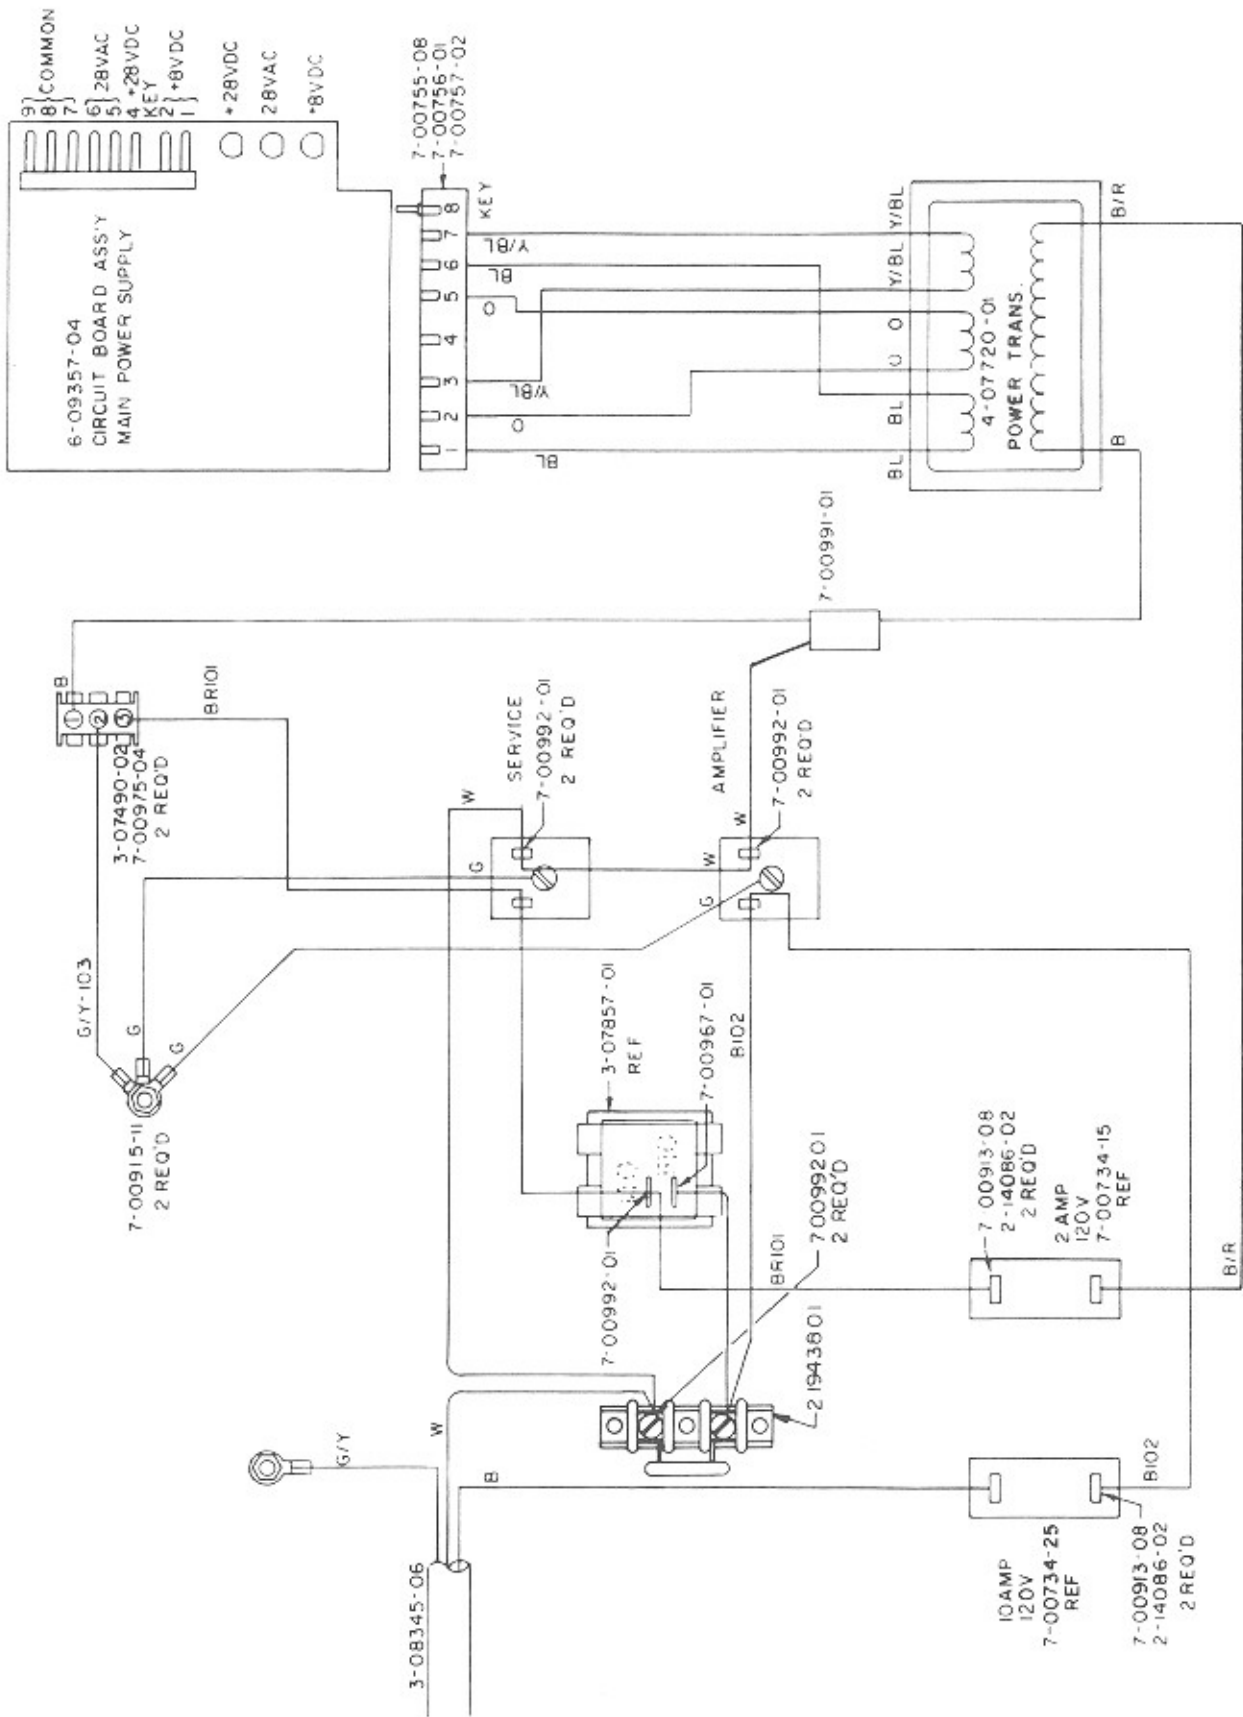 9 } COMMON
8
7
6 } 28VAC
5
4 +28VDC
KEY
2 } +8VDC
1
+28VDC
28VAC
+8VDC
6-09357-04
CIRCUIT BOARD ASS'Y
MAIN POWER SUPPLY
7-00755-08
7-00756-01
7-00757-02
1 2 3 4 5 6 7 8
KEY
BL
O
Y/BL
O
BL
Y/BL
BL
BL
O
O
Y/BL
Y/BL
4-07720-01
POWER TRANS.
B
B/R
7-00991-01
B
1
2
3
BR101
3-07490-02
7-00975-04
2 REQ'D
SERVICE
7-00992-01
2 REQ'D
W
G
AMPLIFIER
7-00992-01
2 REQ'D
W
W
G
G/Y-103
G
G
7-00915-11
2 REQ'D
3-07857-01
REF
7-00967-01
B102
7-00992-01
70099201
2 REQ'D
BR101
21943801
7-00913-08
2-14086-02
2 REQ'D
2 AMP
120V
7-00734-15
REF
B/R
G/Y
W
B
3-08345-06
10AMP
120V
7-00734-25
REF
B102
7-00913-08
2-14086-02
2 REQ'D